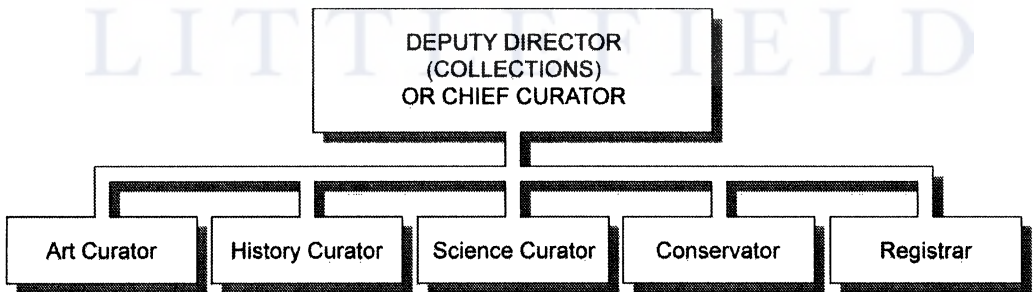 LITTLEFIELD
DEPUTY DIRECTOR
(COLLECTIONS)
OR CHIEF CURATOR
Art Curator
History Curator
Science Curator
Conservator
Registrar